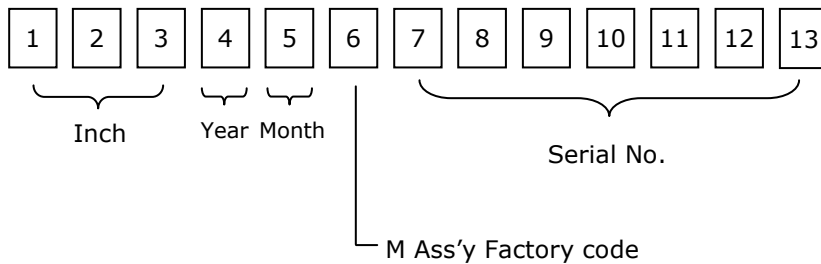 1 2 3 4 5 6 7 8 9 10 11 12 13
Inch Year Month
Serial No.
M Ass’y Factory code